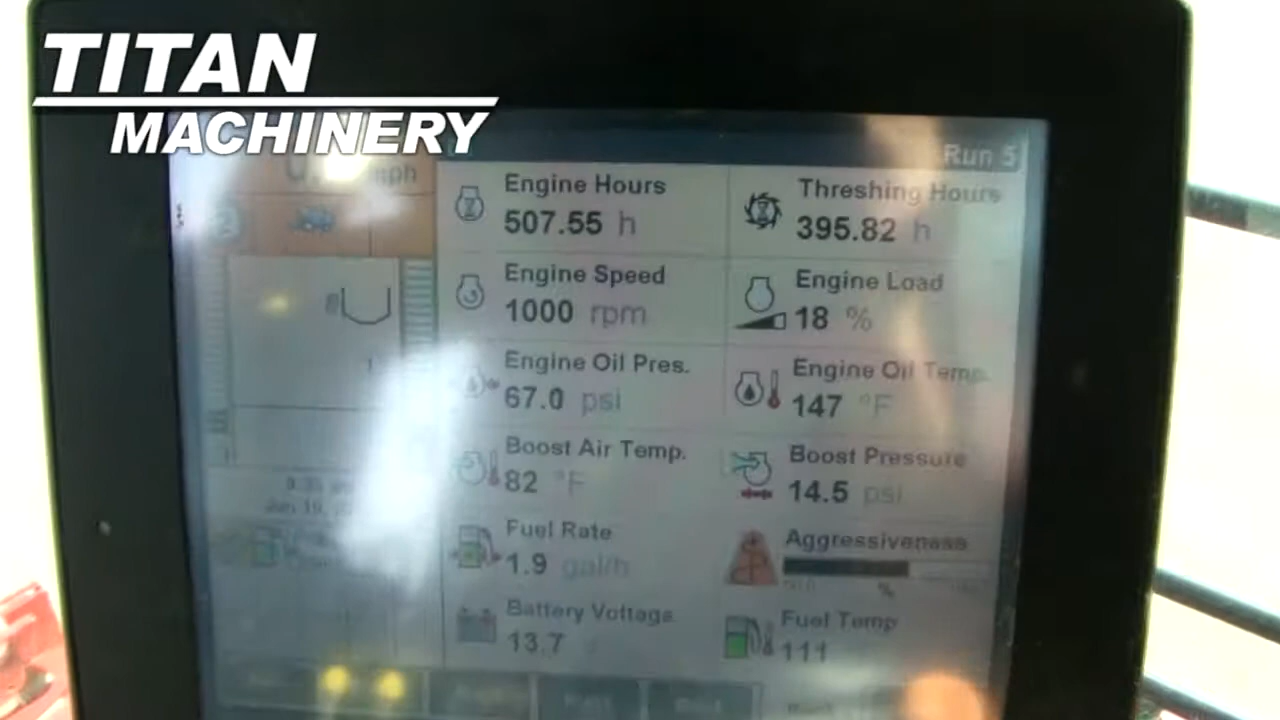 TITAN
MACHINERY
mph
Run 5
Engine Hours
507.55 h
Threshing Hours
395.82 h
Engine Speed
1000 rpm
Engine Load
18 %
Engine Oil Pres.
67.0 psi
Engine Oil Temp.
147 °F
Boost Air Temp.
82 °F
Boost Pressure
14.5 psi
Fuel Rate
1.9 gal/h
Aggressiveness
%
Battery Voltage
13.7
Fuel Temp
111